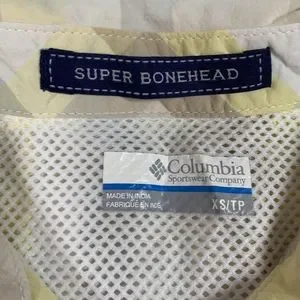 SUPER BONEHEAD
Columbia
Sportswear Company
MADE IN INDIA
FABRIQUÉ EN INDE
XS/TP